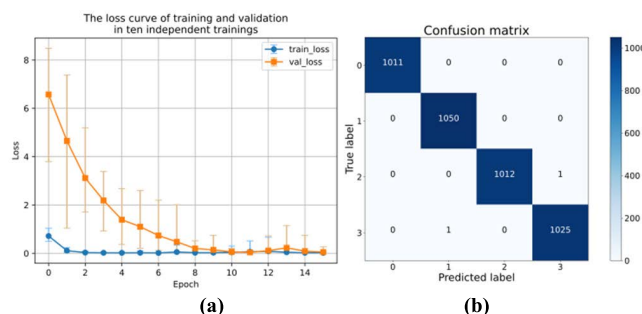 The loss curve of training and validation
in ten independent trainings
train_loss
val_loss
8
6
4
2
0
Loss
0 2 4 6 8 10 12 14
Epoch
(a)
Confusion matrix
0 1011 0 0 0
1 0 1050 0 0
2 0 0 1012 1
3 0 1 0 1025
True label
0 1 2 3
Predicted label
1000
800
600
400
200
0
(b)